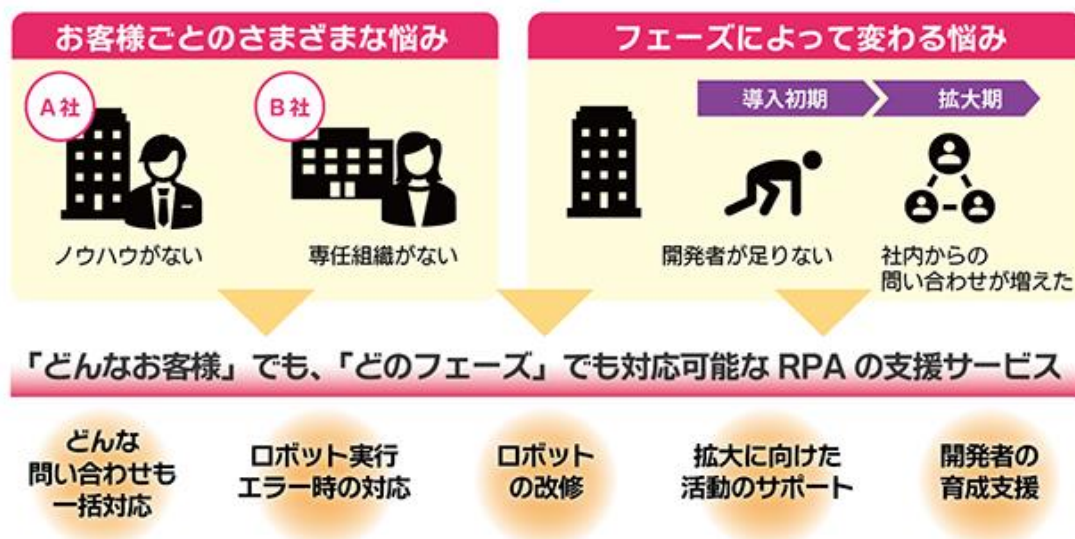 お客様ごとのさまざまな悩み
A社
B社
ノウハウがない
専任組織がない
フェーズによって変わる悩み
導入初期
拡大期
開発者が足りない
社内からの
問い合わせが増えた
「どんなお客様」でも、「どのフェーズ」でも対応可能な RPA の支援サービス
どんな
問い合わせも
一括対応
ロボット実行
エラー時の対応
ロボット
の改修
拡大に向けた
活動のサポート
開発者の
育成支援